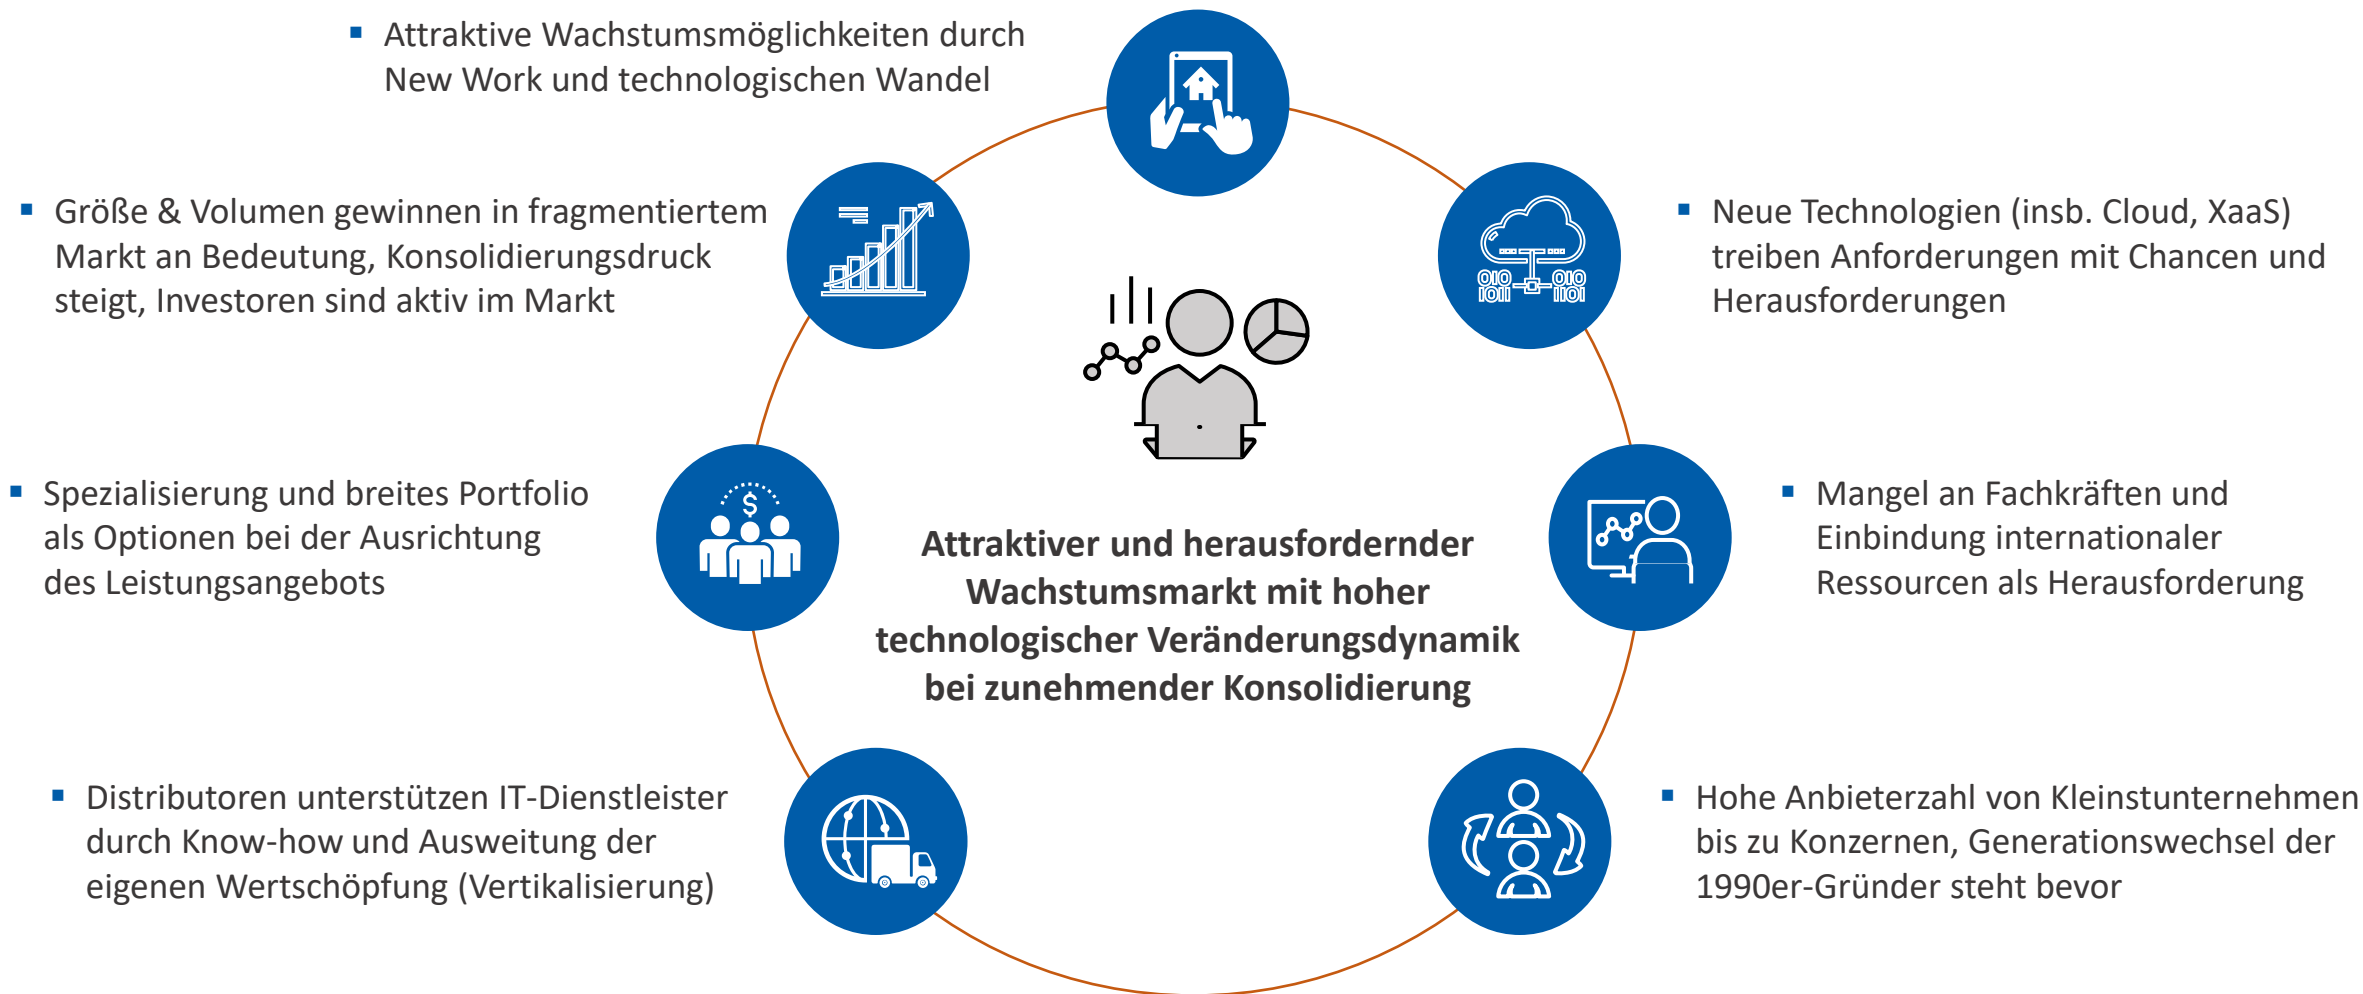 ▪ Attraktive Wachstumsmöglichkeiten durch
New Work und technologischen Wandel
▪ Größe & Volumen gewinnen in fragmentiertem
Markt an Bedeutung, Konsolidierungsdruck
steigt, Investoren sind aktiv im Markt
▪ Neue Technologien (insb. Cloud, XaaS)
treiben Anforderungen mit Chancen und
Herausforderungen
OIO OIO
IOII IIOI
▪ Spezialisierung und breites Portfolio
als Optionen bei der Ausrichtung
des Leistungsangebots
$
▪ Mangel an Fachkräften und
Einbindung internationaler
Ressourcen als Herausforderung
Attraktiver und herausfordernder
Wachstumsmarkt mit hoher
technologischer Veränderungsdynamik
bei zunehmender Konsolidierung
▪ Distributoren unterstützen IT-Dienstleister
durch Know-how und Ausweitung der
eigenen Wertschöpfung (Vertikalisierung)
▪ Hohe Anbieterzahl von Kleinstunternehmen
bis zu Konzernen, Generationswechsel der
1990er-Gründer steht bevor